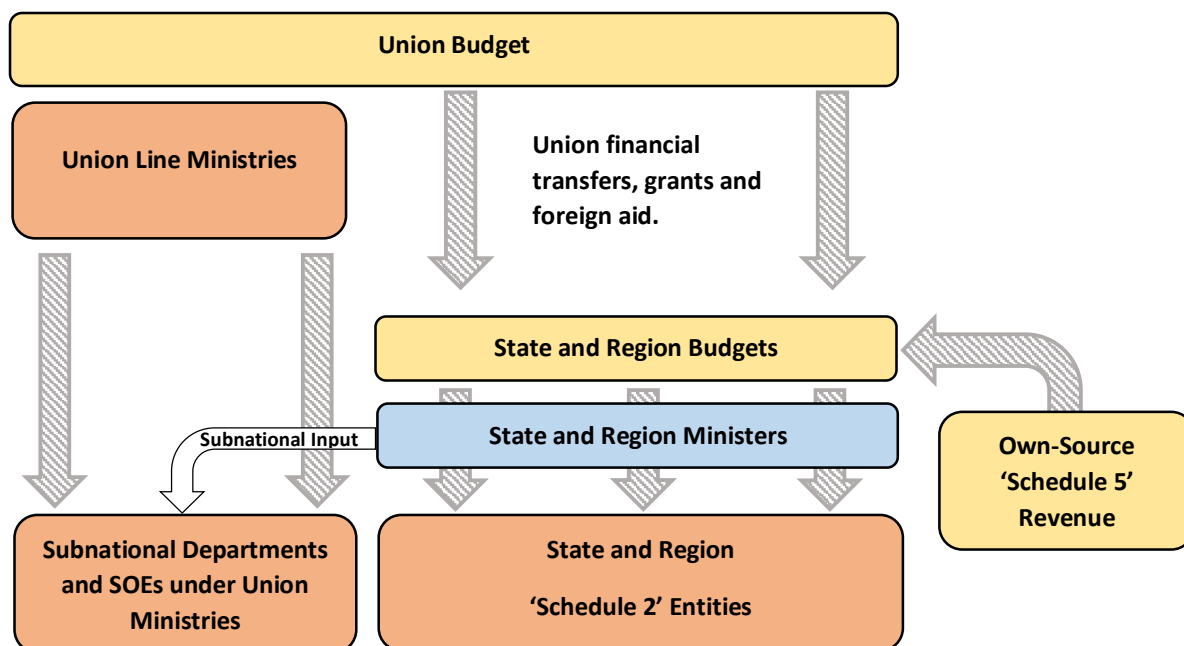 Union Budget
Union Line Ministries
Union financial
transfers, grants and
foreign aid.
State and Region Budgets
Subnational Input
State and Region Ministers
Own-Source
‘Schedule 5’
Revenue
Subnational Departments
and SOEs under Union
Ministries
State and Region
‘Schedule 2’ Entities